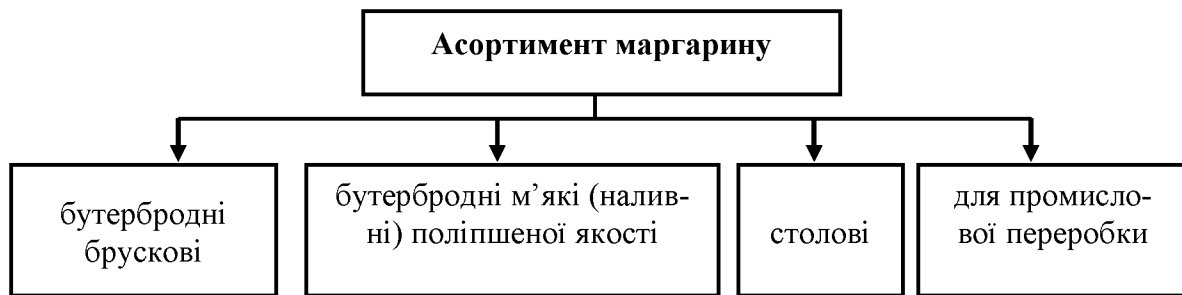 Асортимент маргарину
бутербродні
брускові
бутербродні м’які (налив-
ні) поліпшеної якості
столові
для промисло-
вої переробки